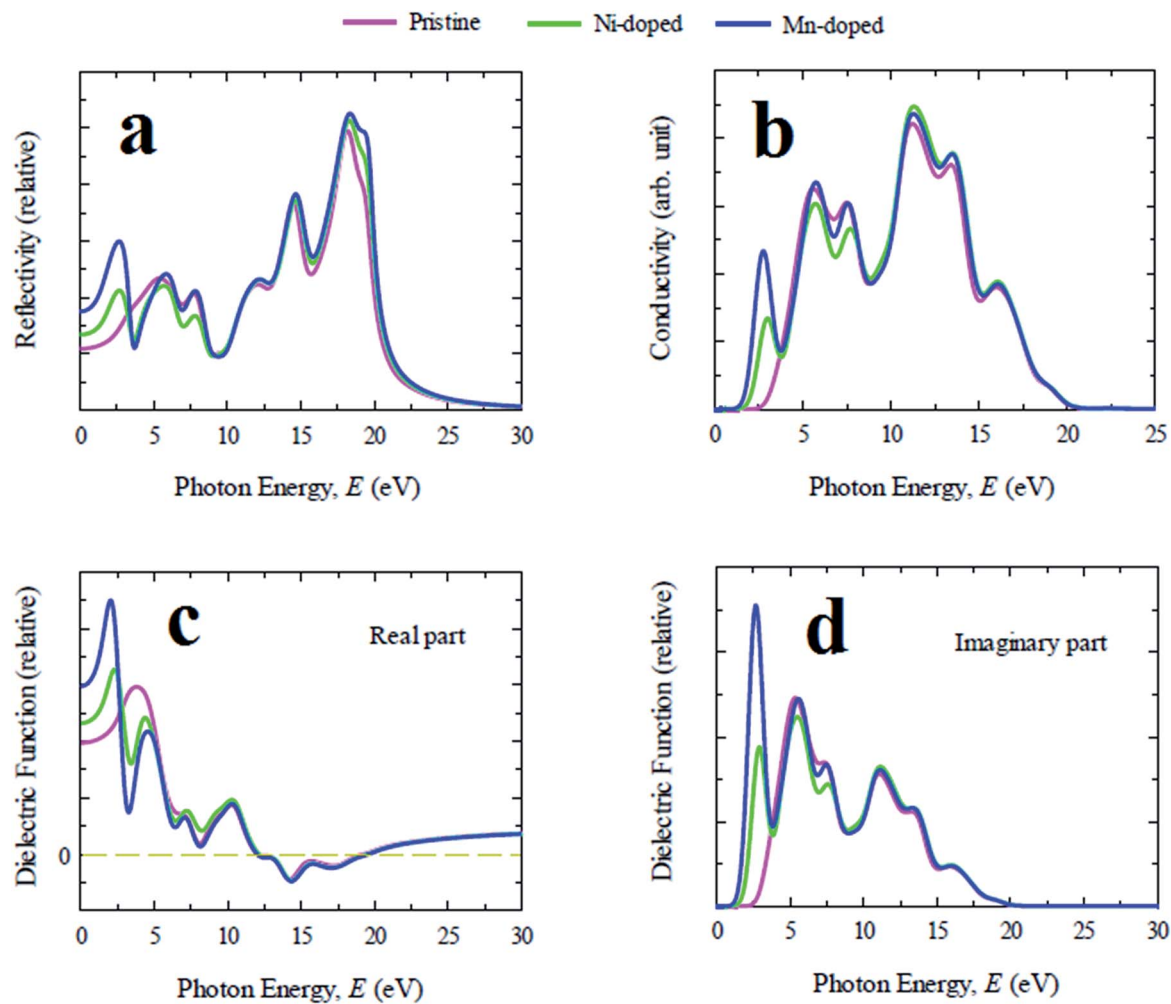 Pristine Ni-doped Mn-doped
a
Reflectivity (relative)
0 5 10 15 20 25 30
Photon Energy, E (eV)
b
Conductivity (arb. unit)
0 5 10 15 20 25
Photon Energy, E (eV)
c
Real part
Dielectric Function (relative)
0
0 5 10 15 20 25 30
Photon Energy, E (eV)
d
Imaginary part
Dielectric Function (relative)
0 5 10 15 20 25 30
Photon Energy, E (eV)